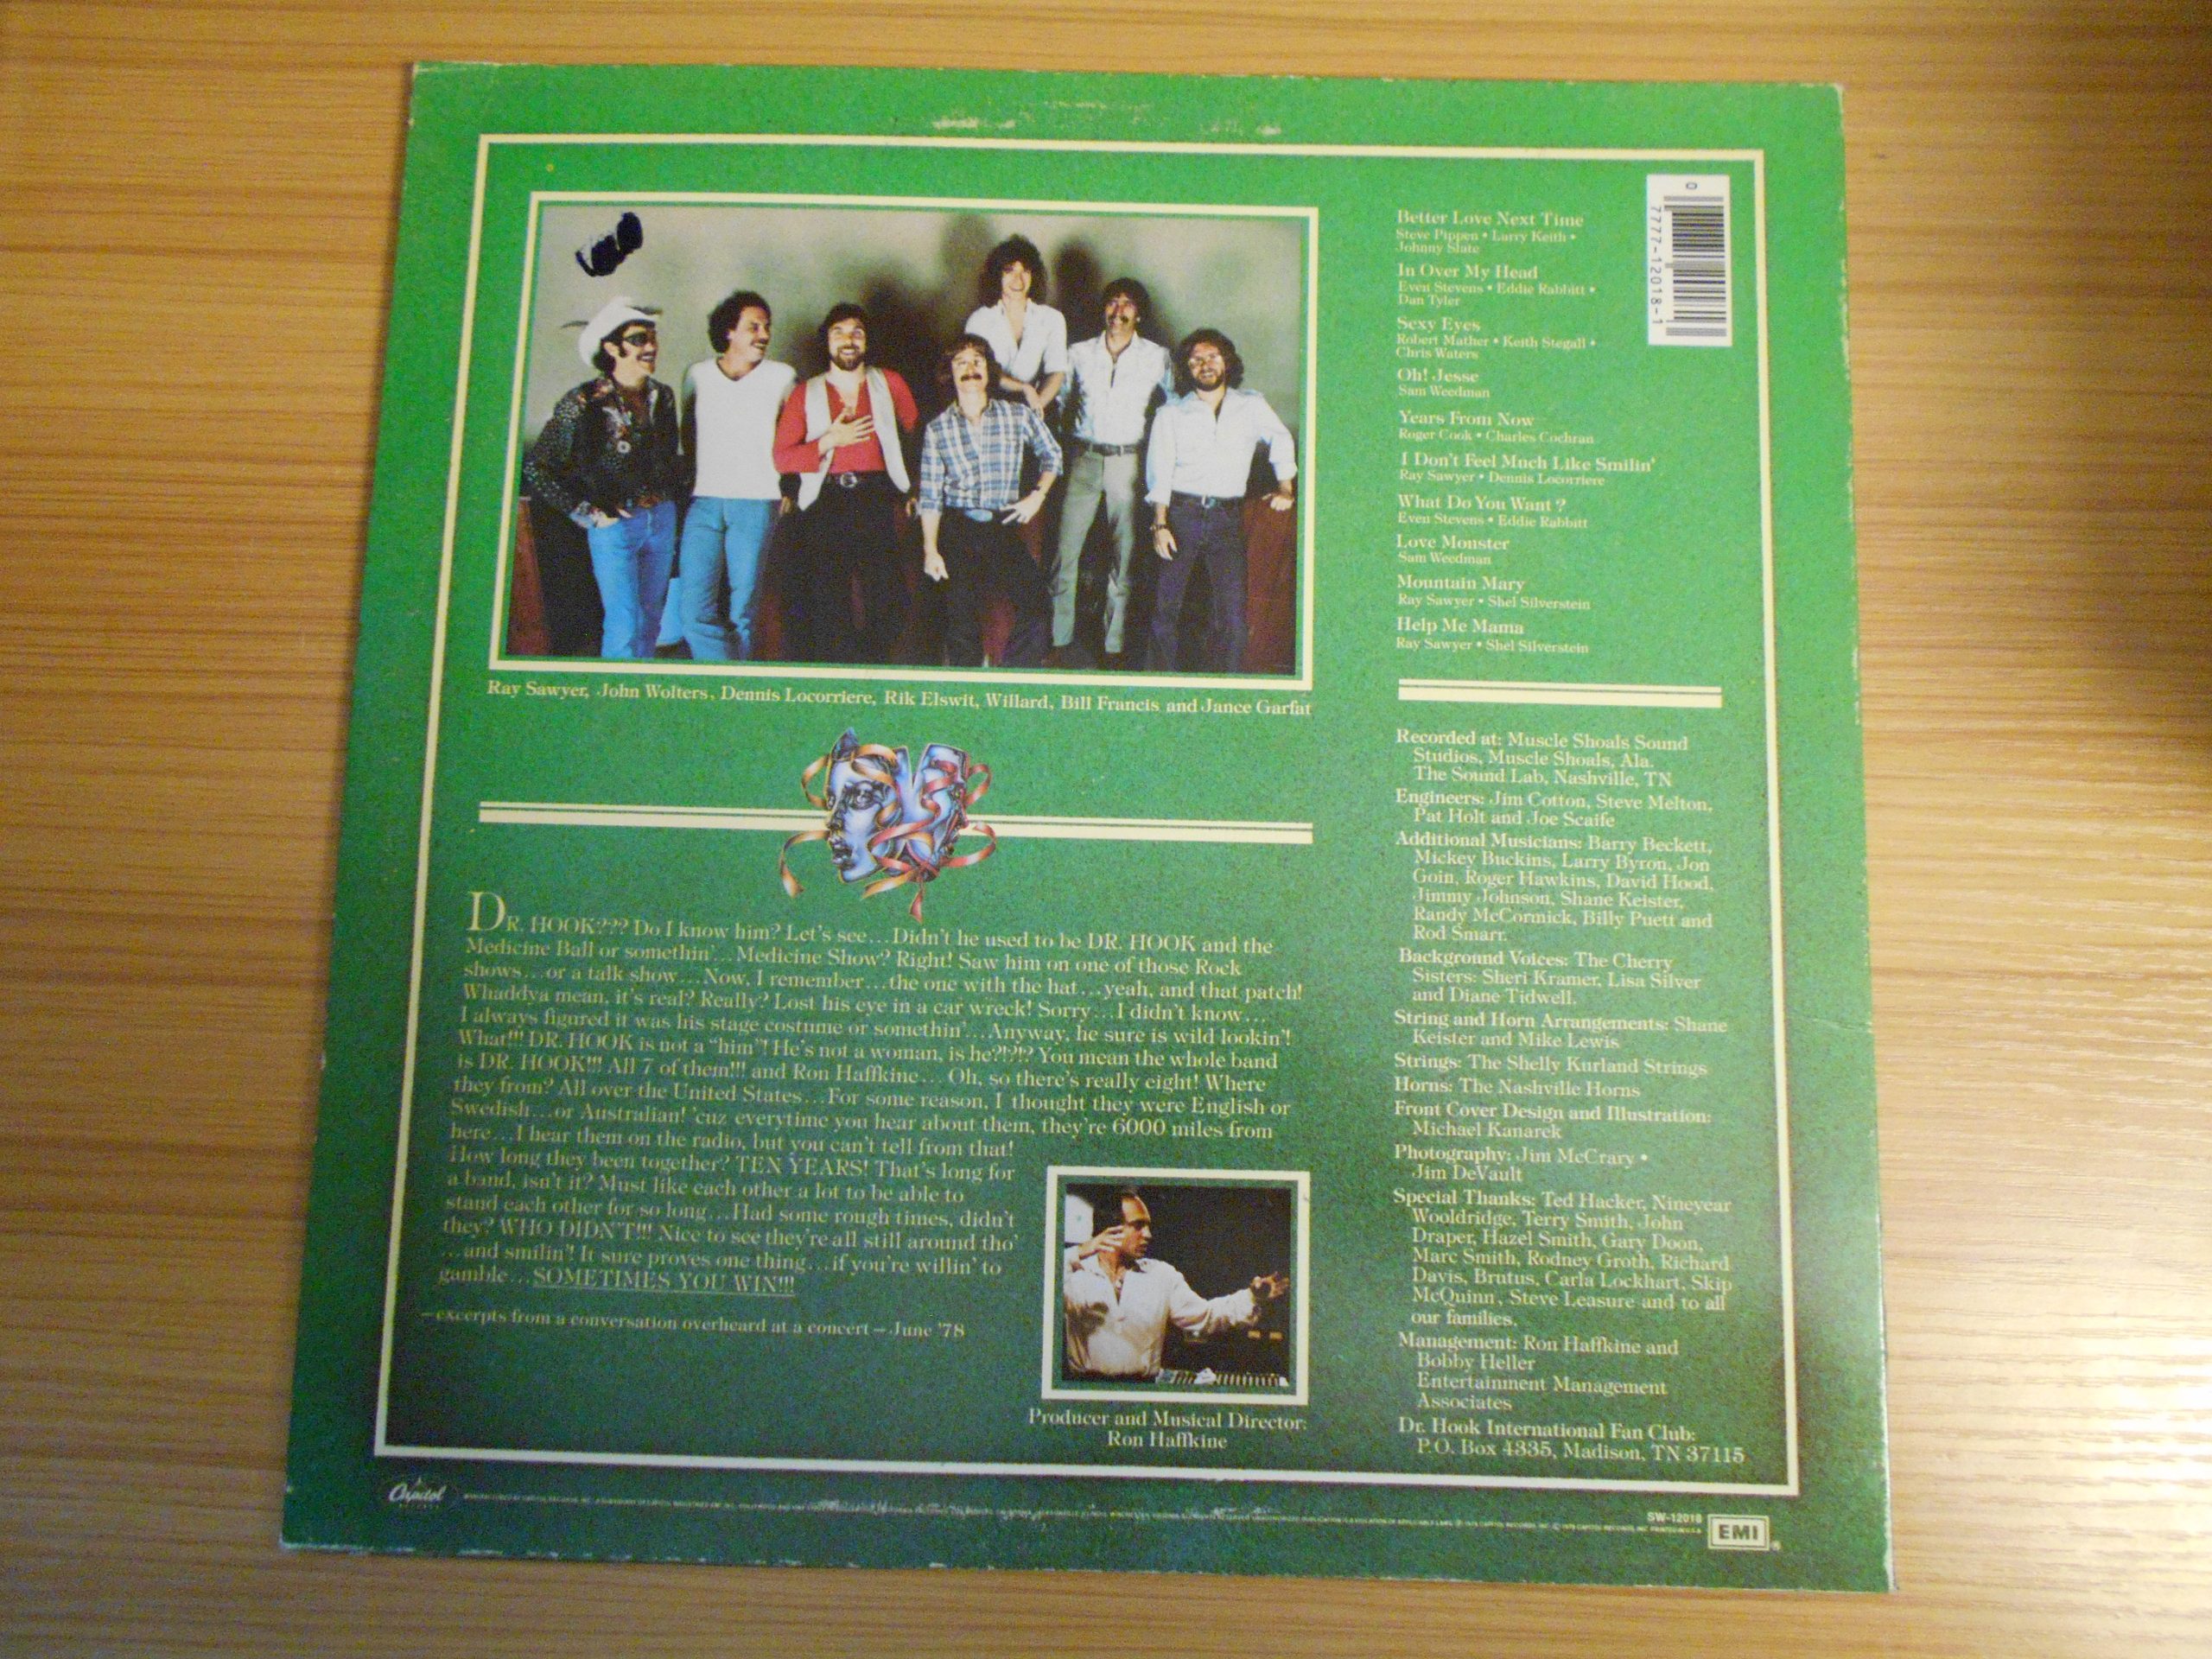 Better Love Next Time
Steve Pippen • Larry Keith •
Johnny Slate
In Over My Head
Even Stevens • Eddie Rabbitt •
Dan Tyler
Sexy Eyes
Robert Mather • Keith Stegall •
Chris Waters
Oh! Jesse
Sam Weedman
Years From Now
Roger Cook • Charles Cochran
I Don't Feel Much Like Smilin'
Ray Sawyer • Dennis Locorriere
What Do You Want?
Even Stevens • Eddie Rabbitt
Love Monster
Sam Weedman
Mountain Mary
Ray Sawyer • Shel Silverstein
Help Me Mama
Ray Sawyer • Shel Silverstein
0
7777-12018-1
Ray Sawyer, John Wolters, Dennis Locorriere, Rik Elswit, Willard, Bill Francis and Jance Garfat
DR. HOOK??? Do I know him? Let's see...Didn't he used to be DR. HOOK and the
Medicine Ball or somethin'...Medicine Show? Right! Saw him on one of those Rock
shows...or a talk show...Now, I remember...the one with the hat...yeah, and that patch!
Whaddya mean, it's real? Really? Lost his eye in a car wreck! Sorry...I didn't know...
I always figured it was his stage costume or somethin'...Anyway, he sure is wild lookin'!
What!!! DR. HOOK is not a "him"! He's not a woman, is he?!?!? You mean the whole band
is DR. HOOK!!! All 7 of them!!! and Ron Haffkine... Oh, so there's really eight! Where
they from? All over the United States...For some reason, I thought they were English or
Swedish...or Australian! 'cuz everytime you hear about them, they're 6000 miles from
here...I hear them on the radio, but you can't tell from that!
How long they been together? TEN YEARS! That's long for
a band, isn't it? Must like each other a lot to be able to
stand each other for so long...Had some rough times, didn't
they? WHO DIDN'T!!! Nice to see they're all still around tho'
...and smilin'! It sure proves one thing...if you're willin' to
gamble...SOMETIMES YOU WIN!!!
—excerpts from a conversation overheard at a concert—June '78
Producer and Musical Director:
Ron Haffkine
Recorded at: Muscle Shoals Sound
Studios, Muscle Shoals, Ala.
The Sound Lab, Nashville, TN
Engineers: Jim Cotton, Steve Melton,
Pat Holt and Joe Scaife
Additional Musicians: Barry Beckett,
Mickey Buckins, Larry Byrom, Jon
Goin, Roger Hawkins, David Hood,
Jimmy Johnson, Shane Keister,
Randy McCormick, Billy Puett and
Rod Smarr.
Background Voices: The Cherry
Sisters: Sheri Kramer, Lisa Silver
and Diane Tidwell.
String and Horn Arrangements: Shane
Keister and Mike Lewis
Strings: The Shelly Kurland Strings
Horns: The Nashville Horns
Front Cover Design and Illustration:
Michael Kanarek
Photography: Jim McCrary •
Jim DeVault
Special Thanks: Ted Hacker, Nineyear
Wooldridge, Terry Smith, John
Draper, Hazel Smith, Gary Doon,
Marc Smith, Rodney Groth, Richard
Davis, Brutus, Carla Lockhart, Skip
McQuinn, Steve Leasure and to all
our families.
Management: Ron Haffkine and
Bobby Heller
Entertainment Management
Associates
Dr. Hook International Fan Club:
P.O. Box 4335, Madison, TN 37115
Capitol
SW-12018
EMI